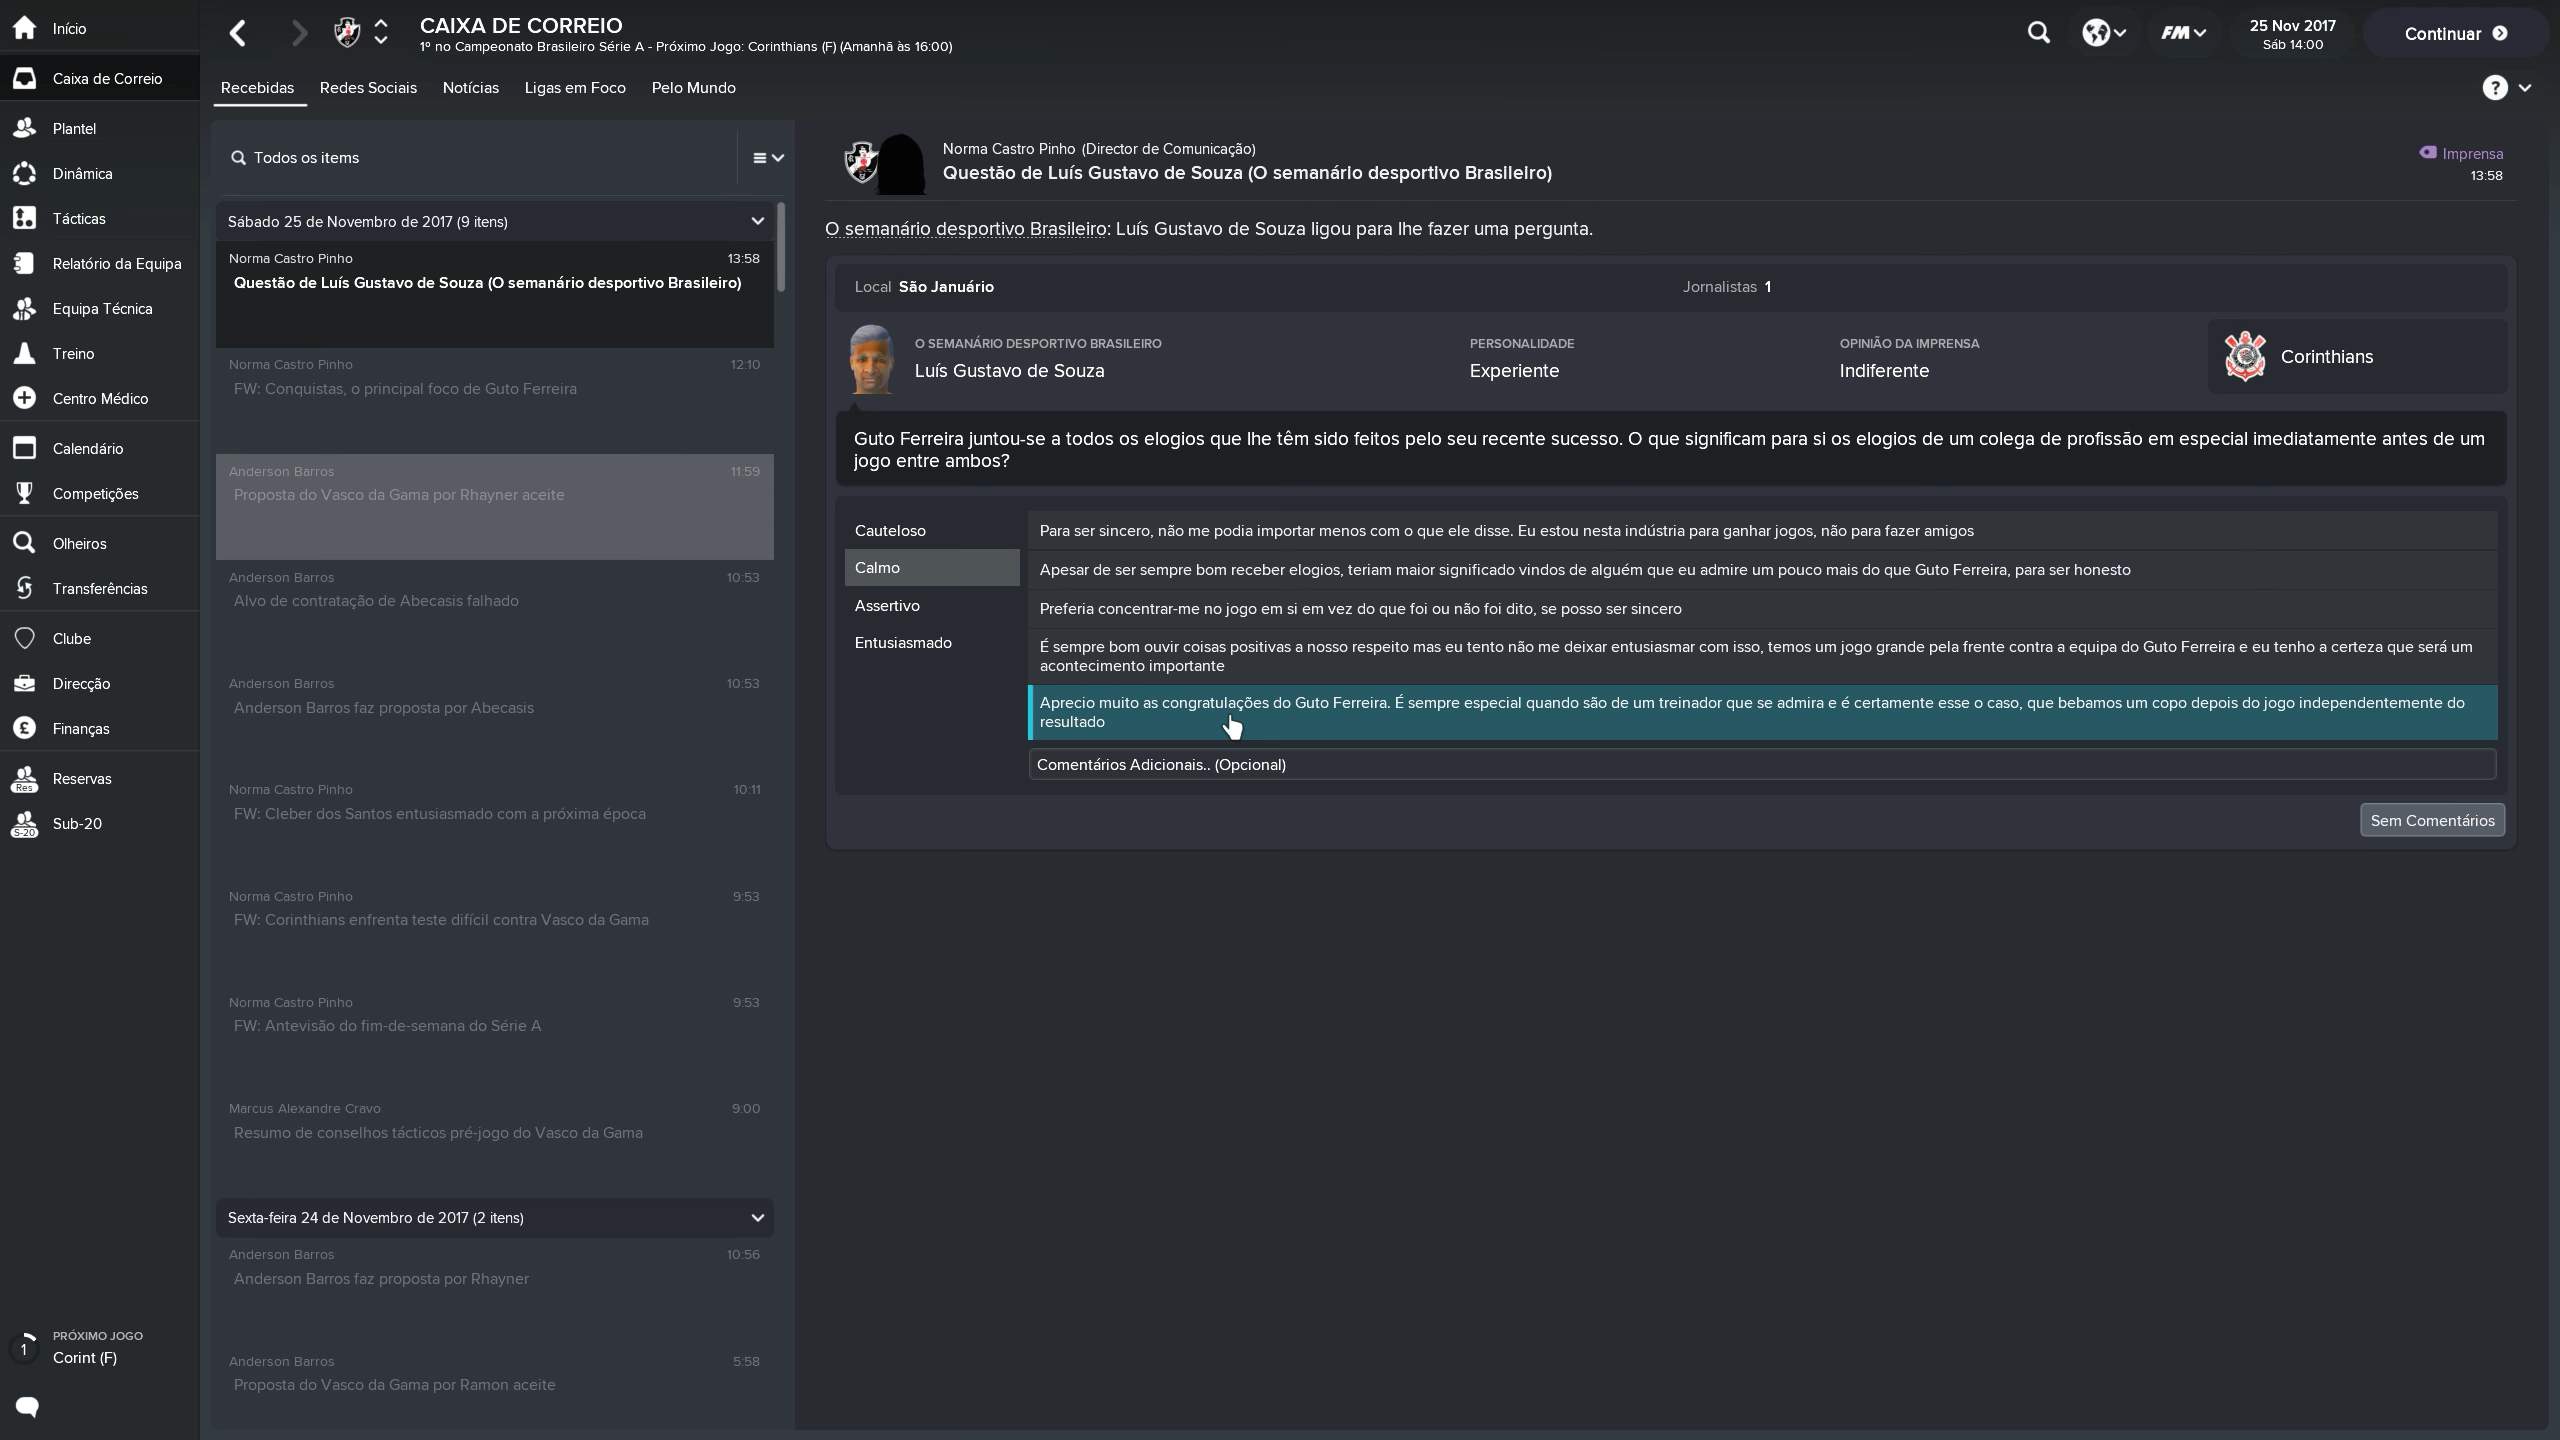 Início
Caixa de Correio
Plantel
Dinâmica
Tácticas
Relatório da Equipa
Equipa Técnica
Treino
Centro Médico
Calendário
Competições
Olheiros
Transferências
Clube
Direcção
Finanças
Res
Reservas
S-20
Sub-20
PRÓXIMO JOGO
1
Corint (F)
CAIXA DE CORREIO
1º no Campeonato Brasileiro Série A - Próximo Jogo: Corinthians (F) (Amanhã às 16:00)
FM
25 Nov 2017
Sáb 14:00
Continuar
Recebidas
Redes Sociais
Notícias
Ligas em Foco
Pelo Mundo
?
Todos os items
Sábado 25 de Novembro de 2017 (9 itens)
Norma Castro Pinho 13:58
Questão de Luís Gustavo de Souza (O semanário desportivo Brasileiro)
Norma Castro Pinho 12:10
FW: Conquistas, o principal foco de Guto Ferreira
Anderson Barros 11:59
Proposta do Vasco da Gama por Rhayner aceite
Anderson Barros 10:53
Alvo de contratação de Abecasis falhado
Anderson Barros 10:53
Anderson Barros faz proposta por Abecasis
Norma Castro Pinho 10:11
FW: Cleber dos Santos entusiasmado com a próxima época
Norma Castro Pinho 9:53
FW: Corinthians enfrenta teste difícil contra Vasco da Gama
Norma Castro Pinho 9:53
FW: Antevisão do fim-de-semana do Série A
Marcus Alexandre Cravo 9:00
Resumo de conselhos tácticos pré-jogo do Vasco da Gama
Sexta-feira 24 de Novembro de 2017 (2 itens)
Anderson Barros 10:56
Anderson Barros faz proposta por Rhayner
Anderson Barros 5:58
Proposta do Vasco da Gama por Ramon aceite
Norma Castro Pinho (Director de Comunicação)
Questão de Luís Gustavo de Souza (O semanário desportivo Brasileiro)
Imprensa
13:58
O semanário desportivo Brasileiro: Luís Gustavo de Souza ligou para lhe fazer uma pergunta.
Local São Januário
Jornalistas 1
O SEMANÁRIO DESPORTIVO BRASILEIRO
Luís Gustavo de Souza
PERSONALIDADE
Experiente
OPINIÃO DA IMPRENSA
Indiferente
Corinthians
Guto Ferreira juntou-se a todos os elogios que lhe têm sido feitos pelo seu recente sucesso. O que significam para si os elogios de um colega de profissão em especial imediatamente antes de um
jogo entre ambos?
Cauteloso
Calmo
Assertivo
Entusiasmado
Para ser sincero, não me podia importar menos com o que ele disse. Eu estou nesta indústria para ganhar jogos, não para fazer amigos
Apesar de ser sempre bom receber elogios, teriam maior significado vindos de alguém que eu admire um pouco mais do que Guto Ferreira, para ser honesto
Preferia concentrar-me no jogo em si em vez do que foi ou não foi dito, se posso ser sincero
É sempre bom ouvir coisas positivas a nosso respeito mas eu tento não me deixar entusiasmar com isso, temos um jogo grande pela frente contra a equipa do Guto Ferreira e eu tenho a certeza que será um
acontecimento importante
Aprecio muito as congratulações do Guto Ferreira. É sempre especial quando são de um treinador que se admira e é certamente esse o caso, que bebamos um copo depois do jogo independentemente do
resultado
Comentários Adicionais.. (Opcional)
Sem Comentários